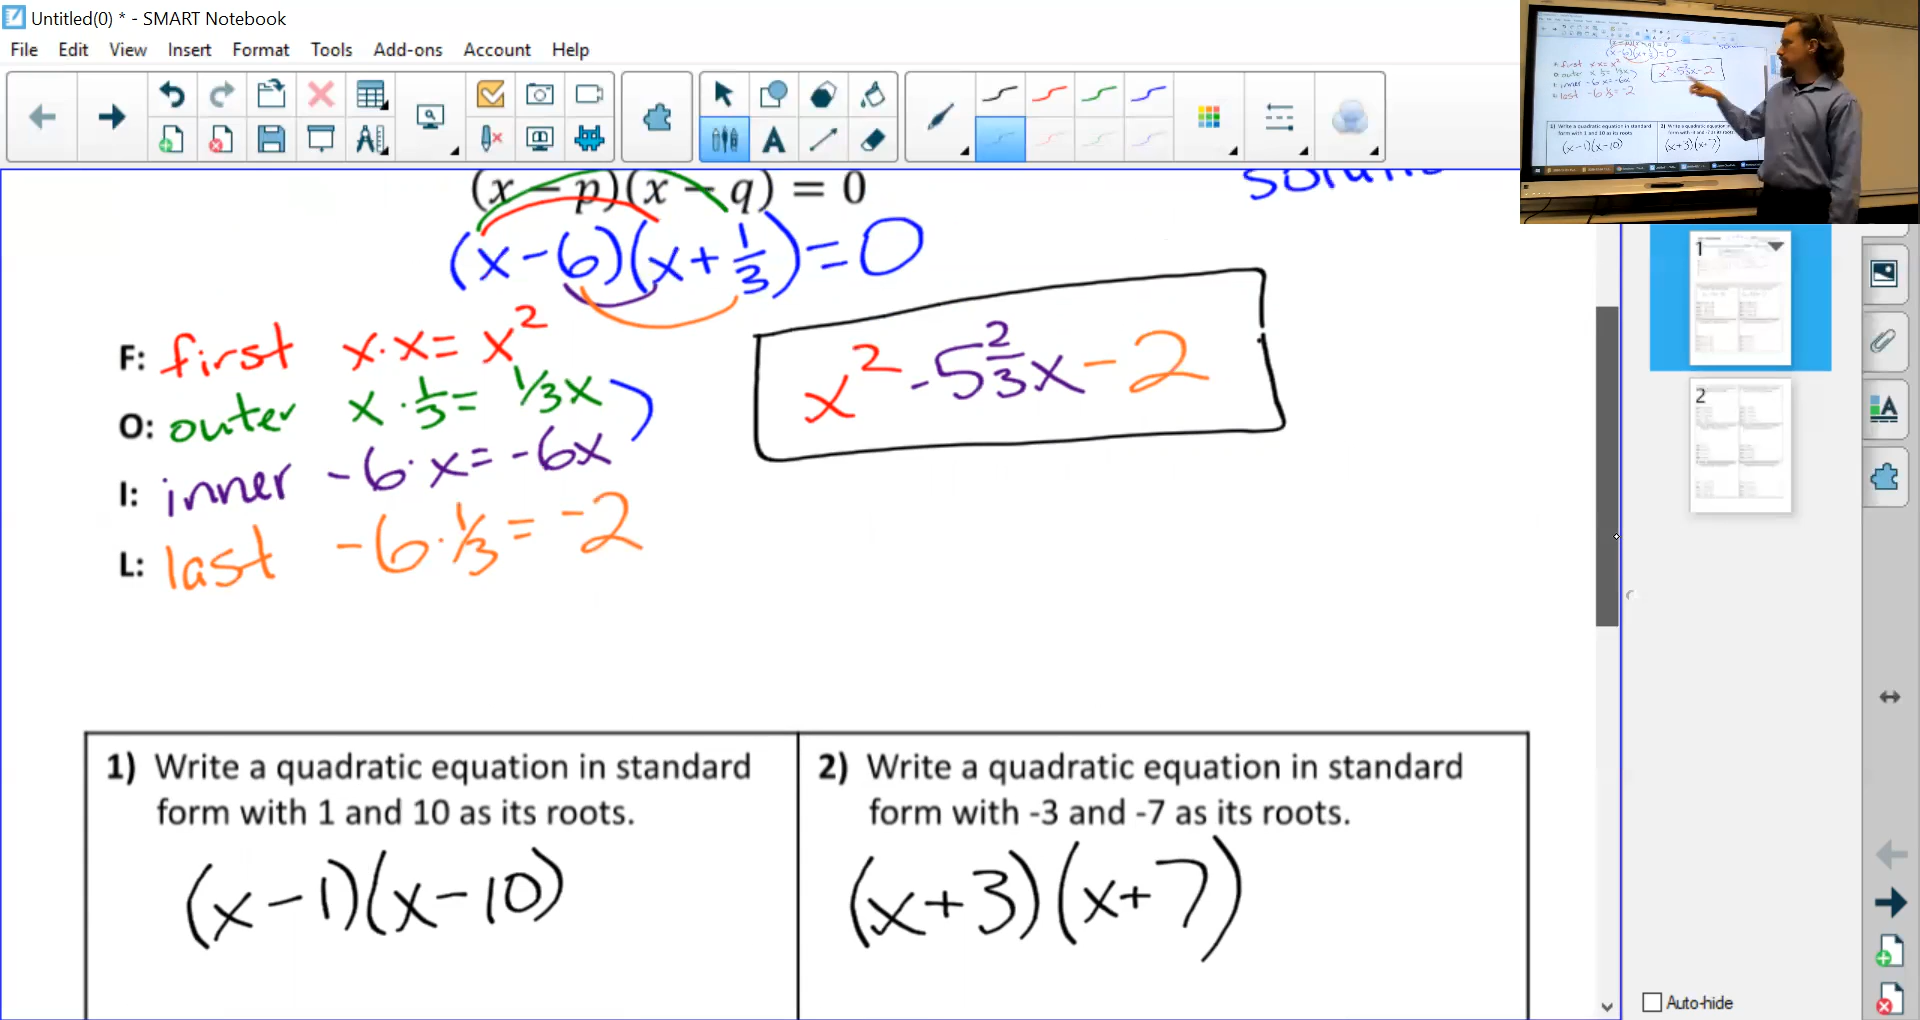 Untitled(0) * - SMART Notebook
File Edit View Insert Format Tools Add-ons Account Help
(x − p)(x − q) = 0
(x-6)(x+1/3)=0
F: first x·x= x²
O: outer x·1/3= 1/3x
I: inner -6·x= -6x
L: last -6·1/3= -2
x² -5 2/3x -2
1) Write a quadratic equation in standard form with 1 and 10 as its roots.
(x-1)(x-10)
2) Write a quadratic equation in standard form with -3 and -7 as its roots.
(x+3)(x+7)
1
2
Auto-hide